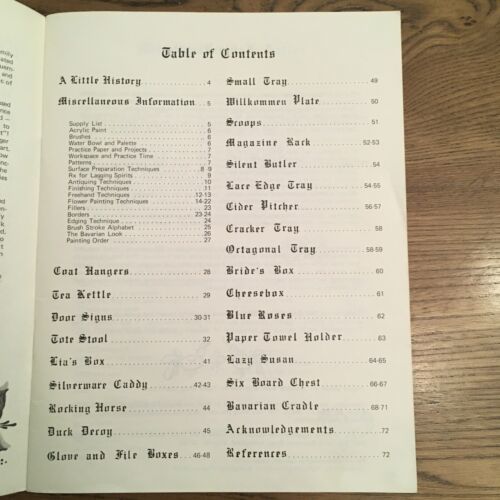 Table of Contents
A Little History ............ 4
Miscellaneous Information .. 5
Supply List ............ 5
Acrylic Paint ............ 6
Brushes ............ 6
Water Bowl and Palette ............ 6
Practice Paper and Projects ............ 7
Workspace and Practice Time ............ 7
Patterns ............ 7
Surface Preparation Techniques ..... 8-9
Rx for Lagging Spirits ............ 10
Antiquing Techniques ............ 10
Finishing Techniques ............ 11
Freehand Techniques ............ 12-13
Flower Painting Techniques ..... 14-22
Fillers ............ 23
Borders ............ 23-24
Edging Technique ............ 24
Brush Stroke Alphabet ............ 25
The Bavarian Look ............ 26
Painting Order ............ 27
Coat Hangers ............ 28
Tea Kettle ............ 29
Door Signs ............ 30-31
Tote Stool ............ 32
Lia's Box ............ 41
Silverware Caddy ...... 42-43
Rocking Horse ............ 44
Duck Decoy ............ 45
Glove and File Boxes ... 46-48
Small Tray ............ 49
Willkommen Plate ............ 50
Scoops ............ 51
Magazine Rack ............ 52-53
Silent Butler ............ 54
Lace Edge Tray ............ 54-55
Cider Pitcher ............ 56-57
Cracker Tray ............ 58
Octagonal Tray ............ 58-59
Bride's Box ............ 60
Cheesebox ............ 61
Blue Roses ............ 62
Paper Towel Holder .. 63
Lazy Susan ............ 64-65
Six Board Chest ...... 66-67
Bavarian Cradle ...... 68-71
Acknowledgements ............ 72
References ............ 72